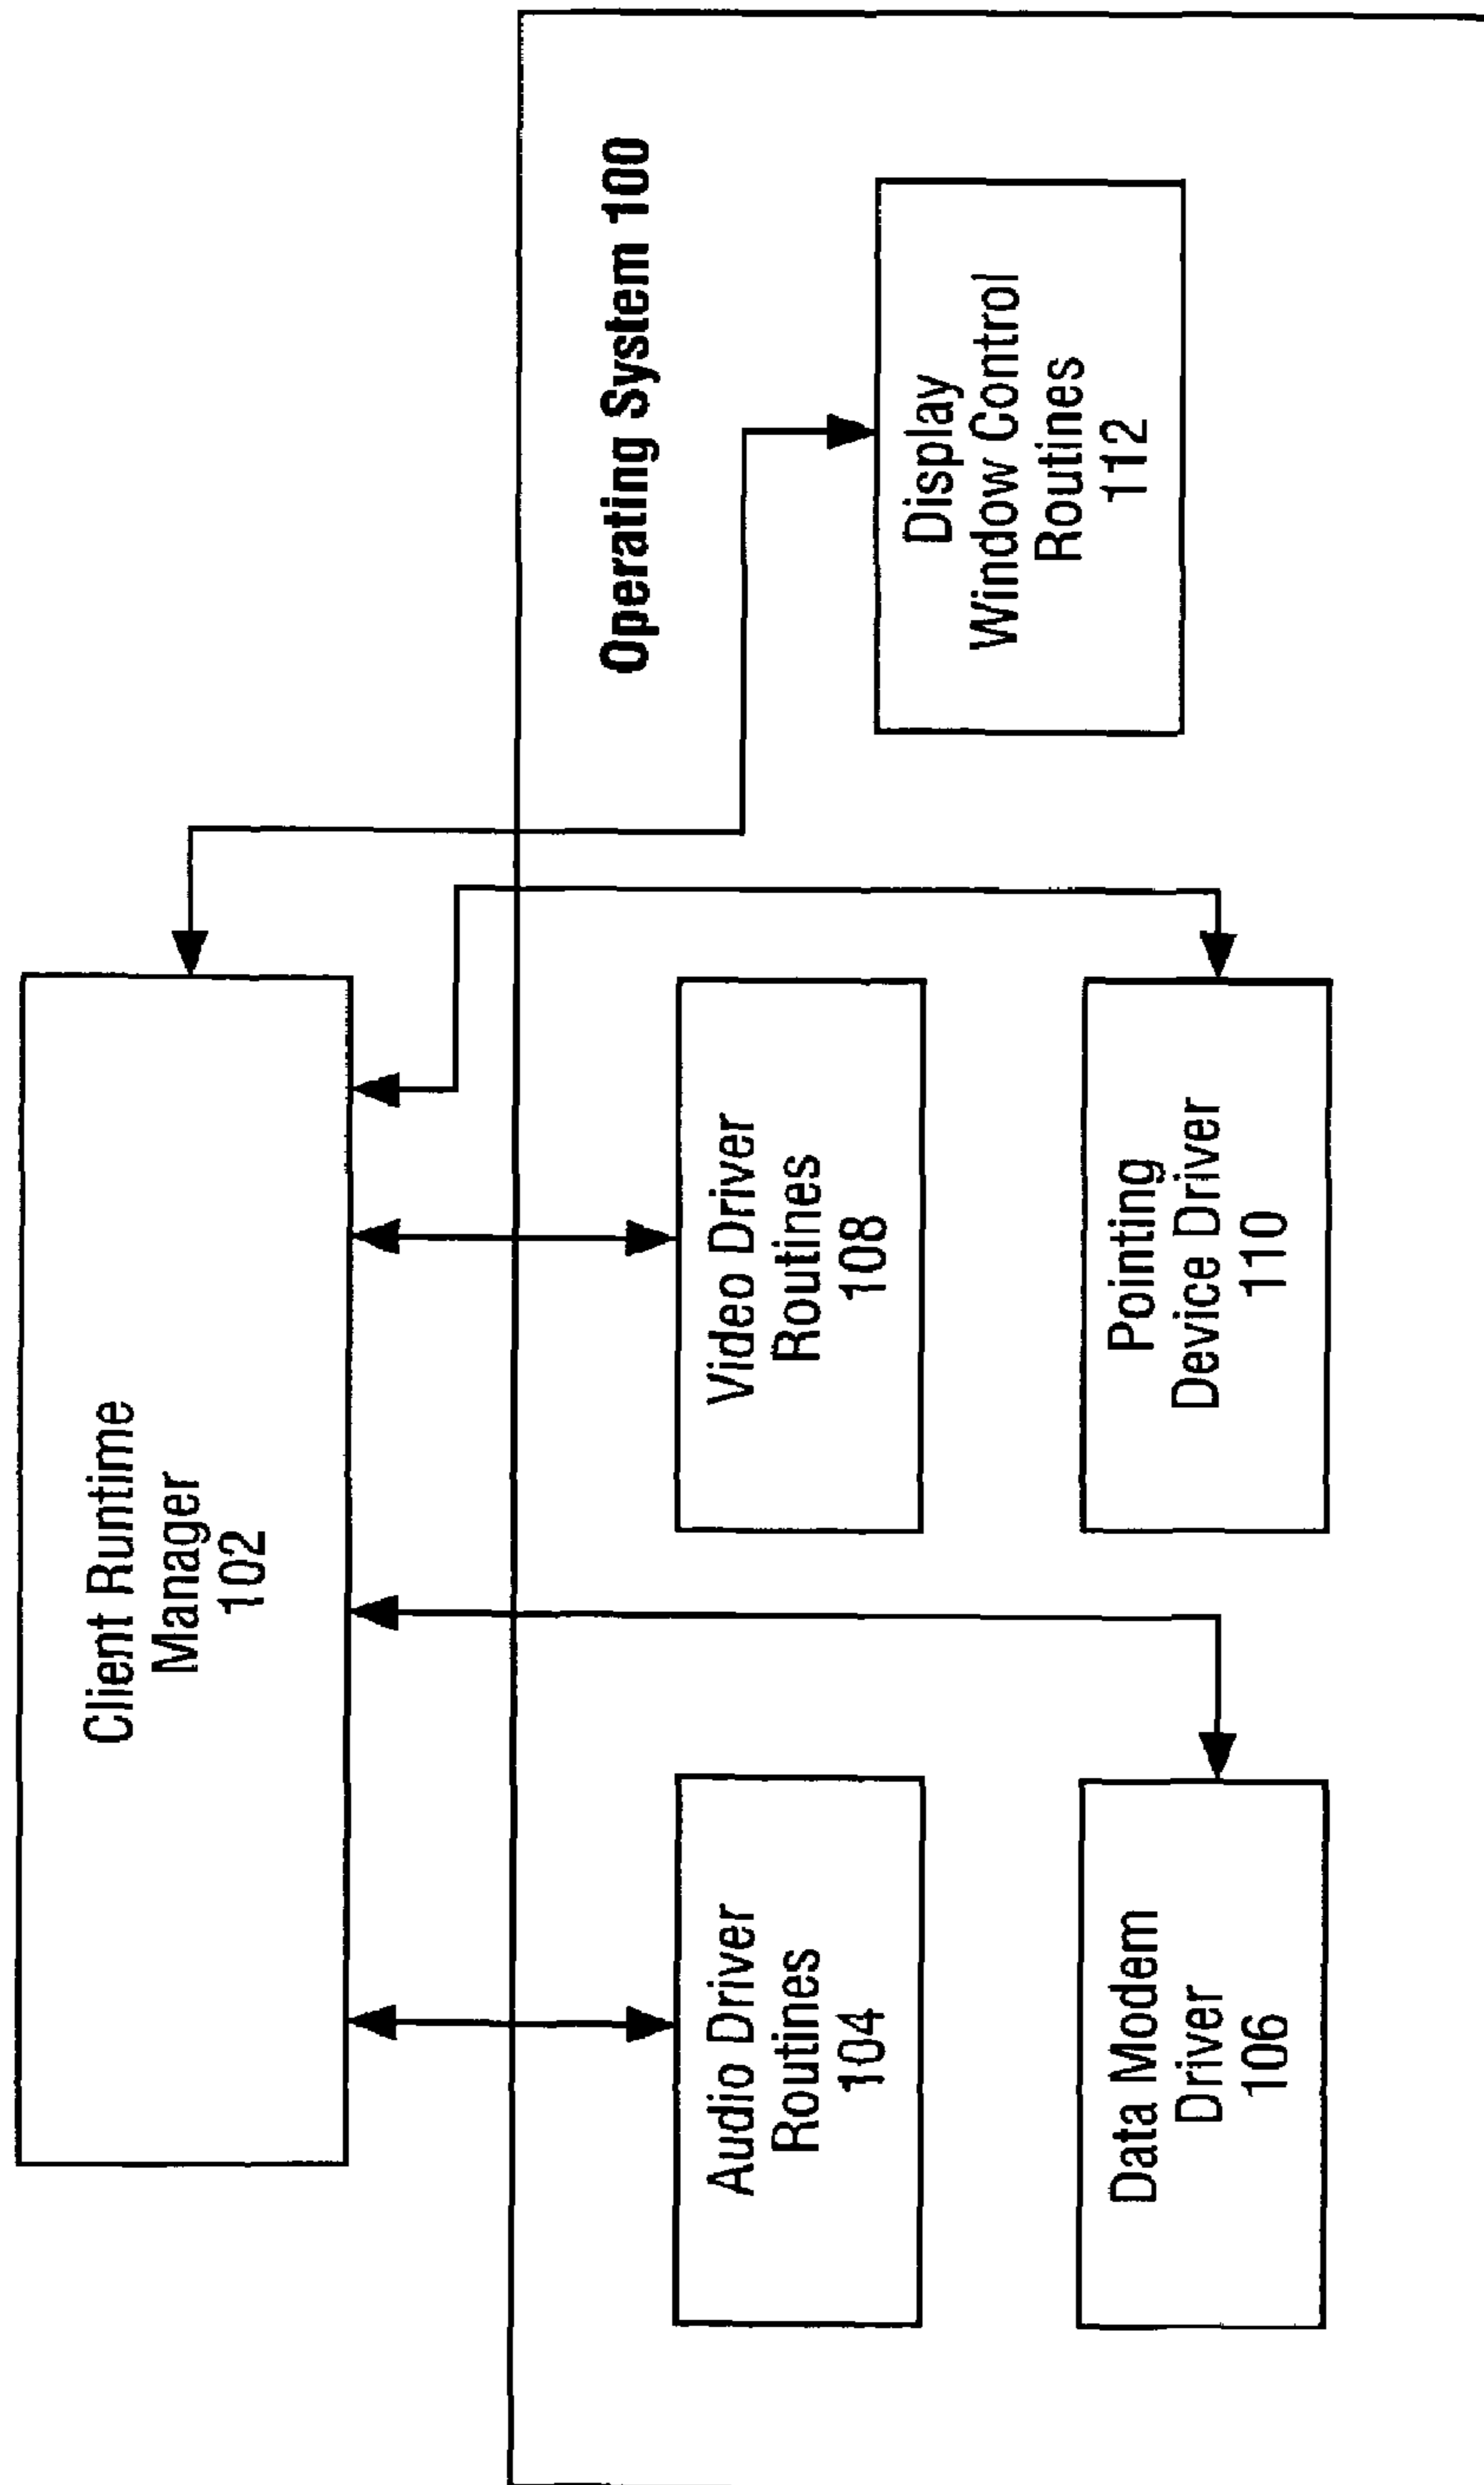 Client Runtime
Manager
102
Operating System 100
Audio Driver
Routines
104
Video Driver
Routines
108
Display
Window Control
Routines
112
Data Modem
Driver
106
Pointing
Device Driver
110